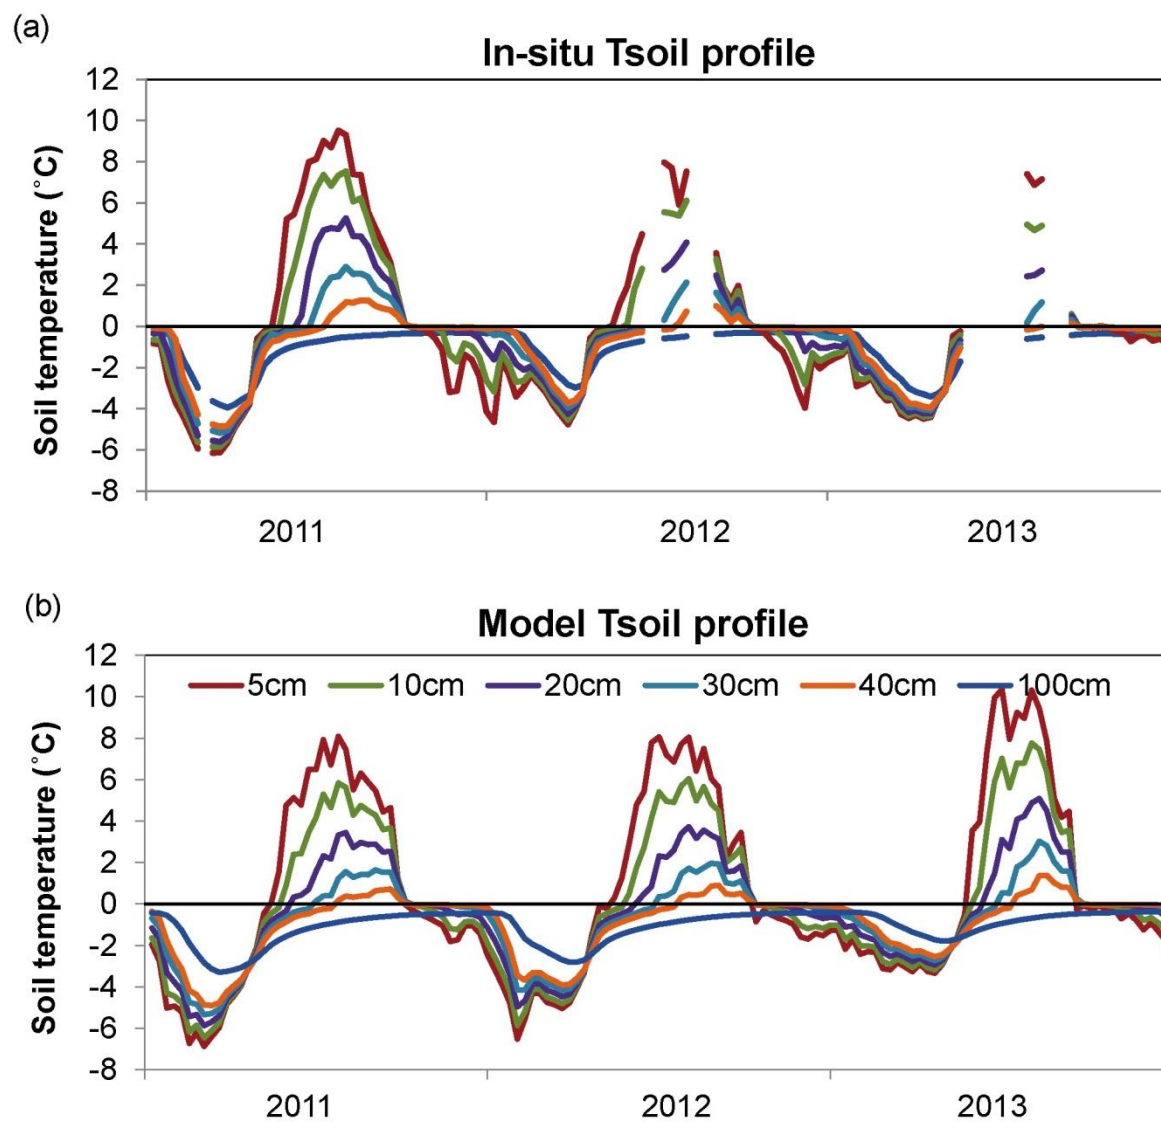 (a)
In-situ Tsoil profile
Soil temperature (˚C)
12
10
8
6
4
2
0
-2
-4
-6
-8
2011 2012 2013
(b)
Model Tsoil profile
Soil temperature (˚C)
12
10
8
6
4
2
0
-2
-4
-6
-8
5cm 10cm 20cm 30cm 40cm 100cm
2011 2012 2013